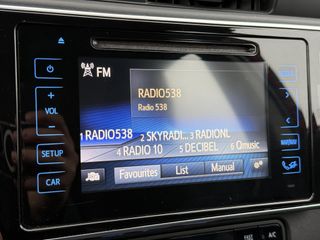 FM
RADIO538
Radio 538
VOL
1 RADIO538 2 SKYRADI... 3 RADIONL
4 RADIO 10 5 DECIBEL 6 Qmusic
SETUP
CAR
Favourites List Manual
A/C